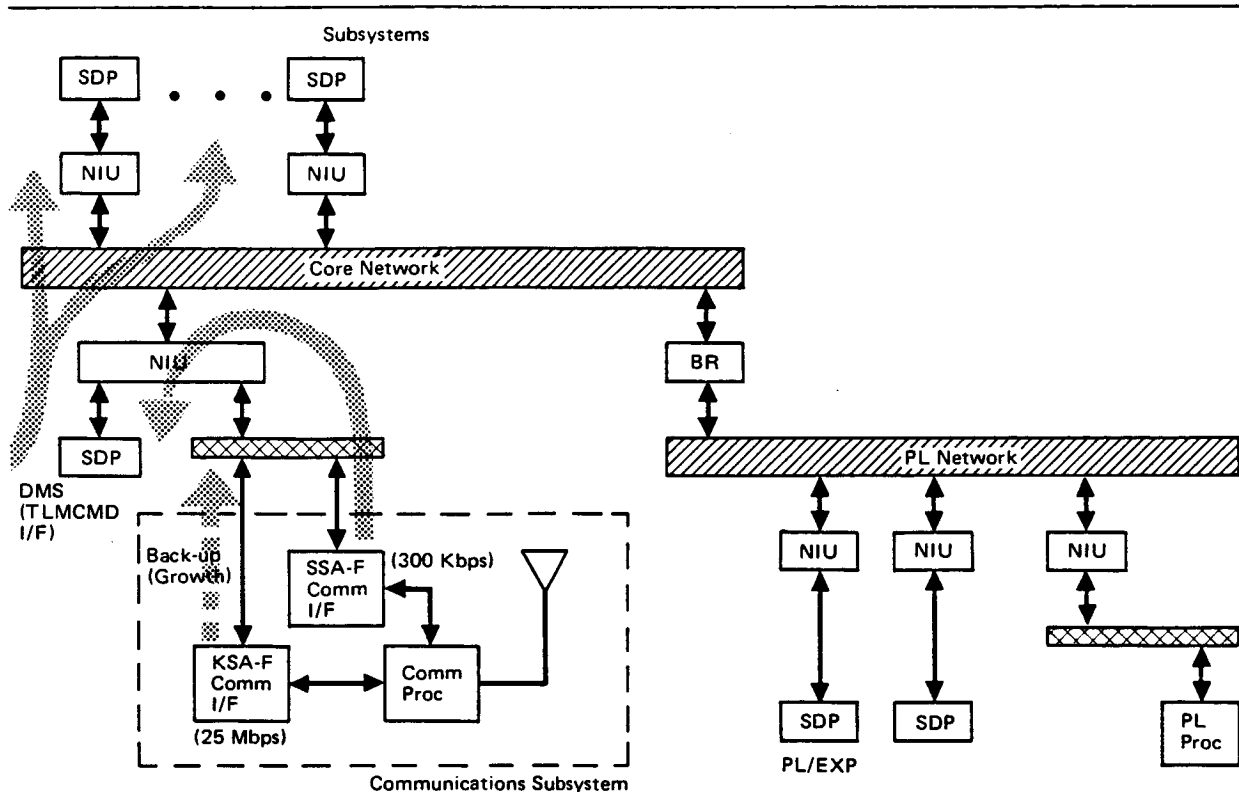 Subsystems
SDP
SDP
NIU
NIU
Core Network
NIU
BR
SDP
PL Network
DMS
(TLMCMD
I/F)
Back-up
(Growth)
SSA-F
Comm
I/F
(300 Kbps)
NIU
NIU
NIU
KSA-F
Comm
I/F
Comm
Proc
(25 Mbps)
SDP
SDP
PL
Proc
PL/EXP
Communications Subsystem